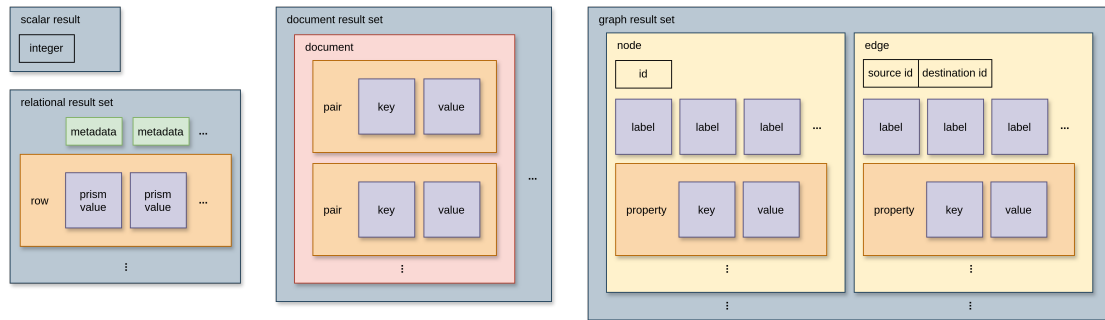 scalar result
integer
relational result set
metadata
metadata
...
row
prism
value
prism
value
...
...
document result set
document
pair
key
value
pair
key
value
...
...
graph result set
node
id
label
label
label
...
property
key
value
...
...
edge
source id
destination id
label
label
label
...
property
key
value
...
...